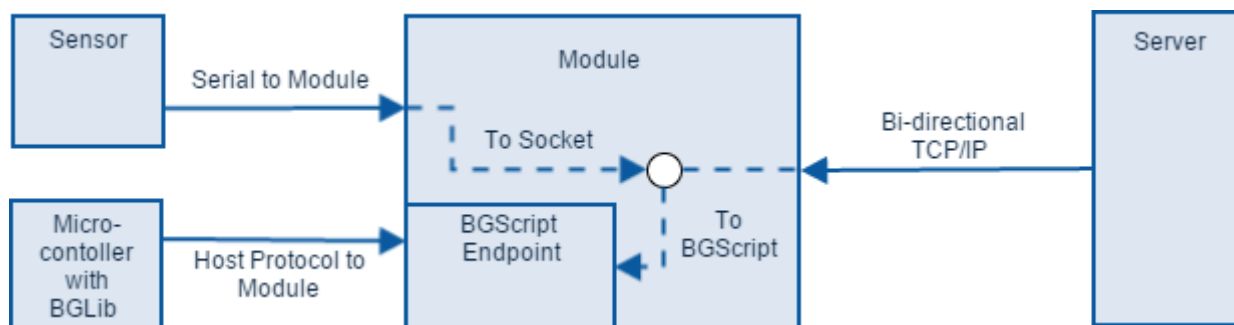 Sensor
Serial to Module
Module
To Socket
Bi-directional
TCP/IP
Server
Micro-
contoller
with
BGLib
Host Protocol to
Module
BGScript
Endpoint
To
BGScript